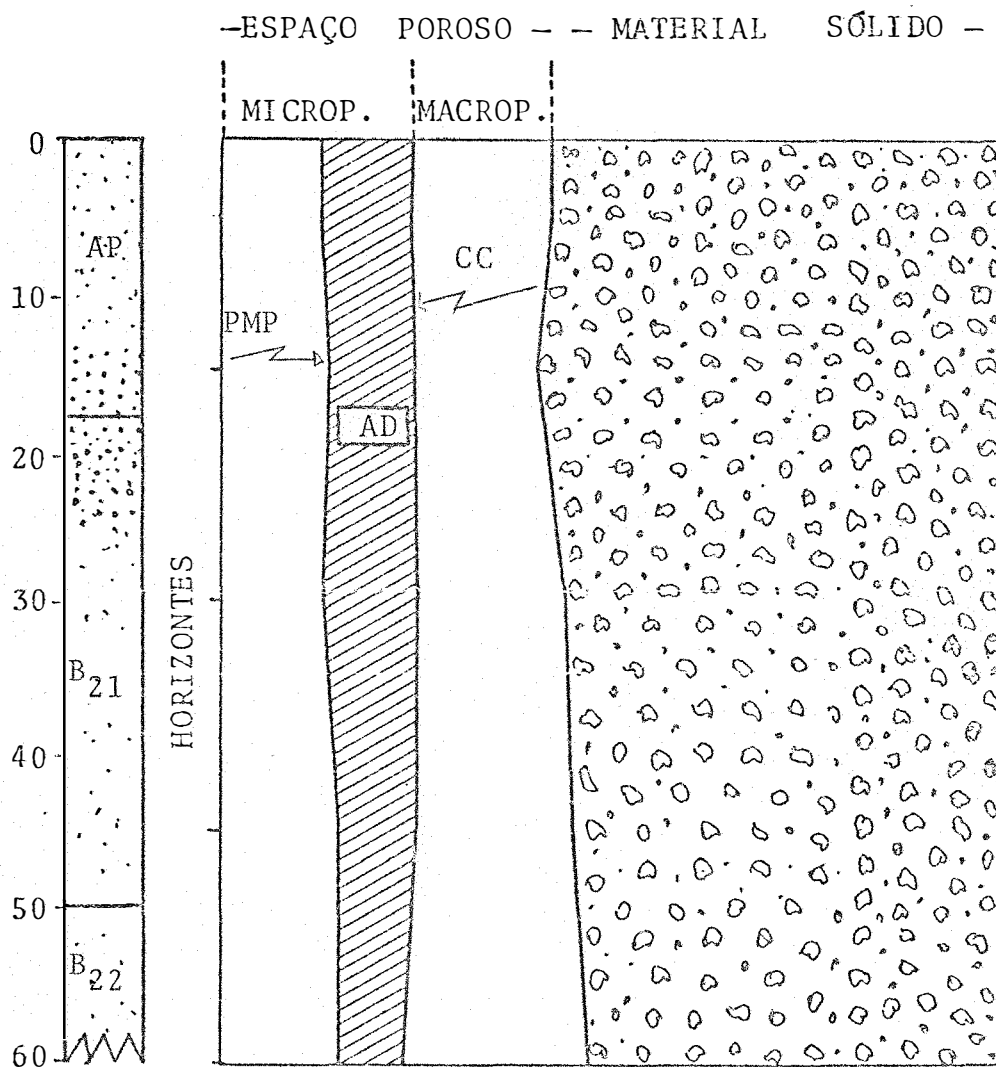 -ESPAÇO POROSO - - MATERIAL SÓLIDO -
MICROP. MACROP.
0
AP
CC
10
PMP
AD
20
HORIZONTES
30
B21
40
50
B22
60